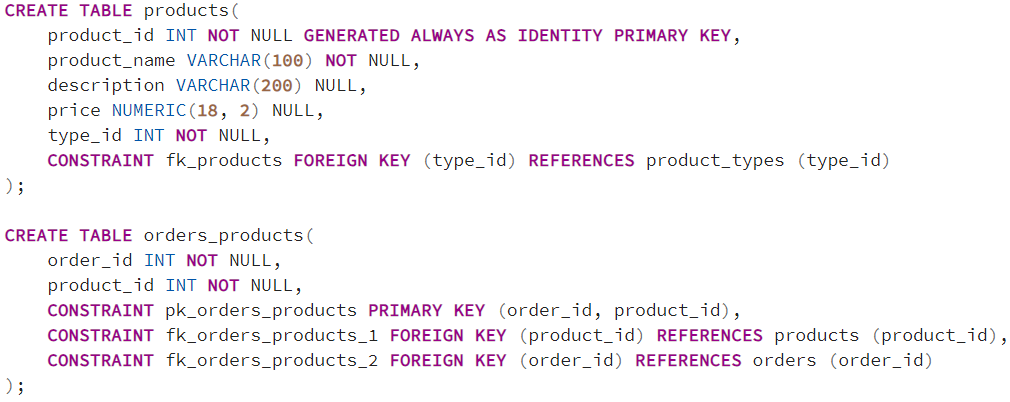 CREATE TABLE products(
    product_id INT NOT NULL GENERATED ALWAYS AS IDENTITY PRIMARY KEY,
    product_name VARCHAR(100) NOT NULL,
    description VARCHAR(200) NULL,
    price NUMERIC(18, 2) NULL,
    type_id INT NOT NULL,
    CONSTRAINT fk_products FOREIGN KEY (type_id) REFERENCES product_types (type_id)
);

CREATE TABLE orders_products(
    order_id INT NOT NULL,
    product_id INT NOT NULL,
    CONSTRAINT pk_orders_products PRIMARY KEY (order_id, product_id),
    CONSTRAINT fk_orders_products_1 FOREIGN KEY (product_id) REFERENCES products (product_id),
    CONSTRAINT fk_orders_products_2 FOREIGN KEY (order_id) REFERENCES orders (order_id)
);